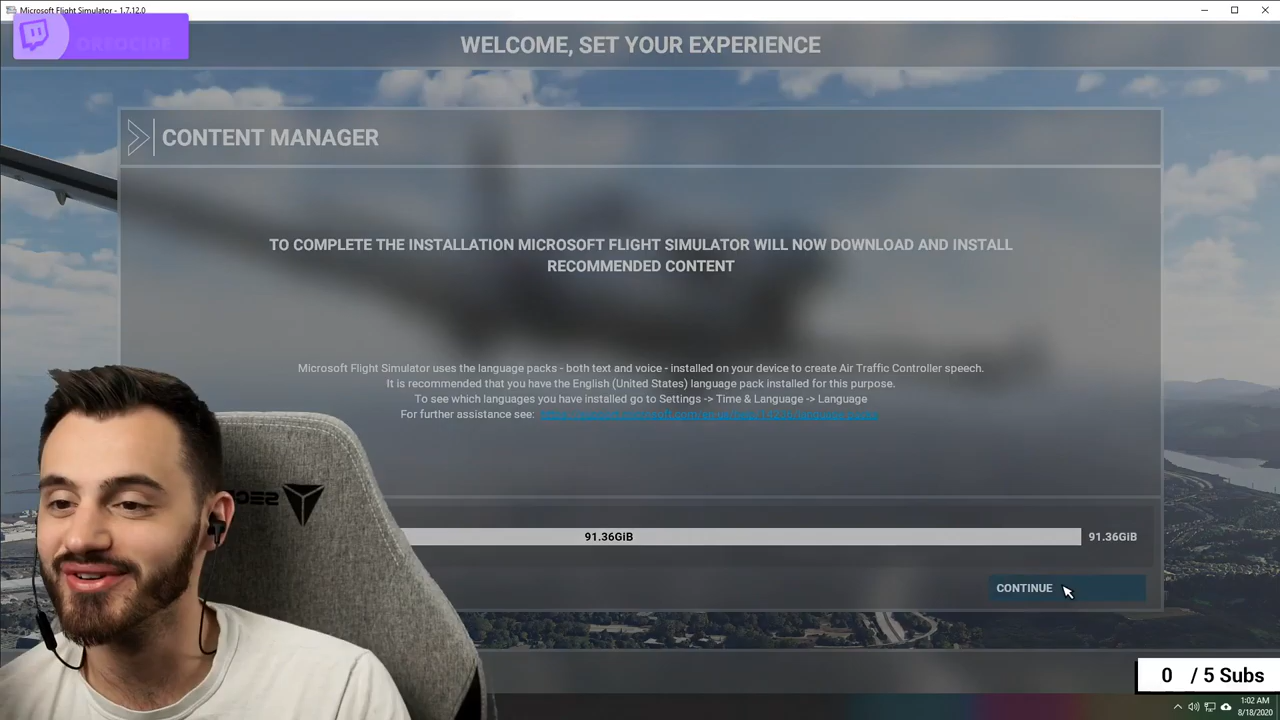 Microsoft Flight Simulator - 1.7.12.0
WELCOME, SET YOUR EXPERIENCE
CONTENT MANAGER
TO COMPLETE THE INSTALLATION MICROSOFT FLIGHT SIMULATOR WILL NOW DOWNLOAD AND INSTALL
RECOMMENDED CONTENT
Microsoft Flight Simulator uses the language packs - both text and voice - installed on your device to create Air Traffic Controller speech.
It is recommended that you have the English (United States) language pack installed for this purpose.
To see which languages you have installed go to Settings -> Time & Language -> Language
For further assistance see:
91.36GiB
91.36GiB
CONTINUE
0 / 5 Subs
1:02 AM
8/18/2020